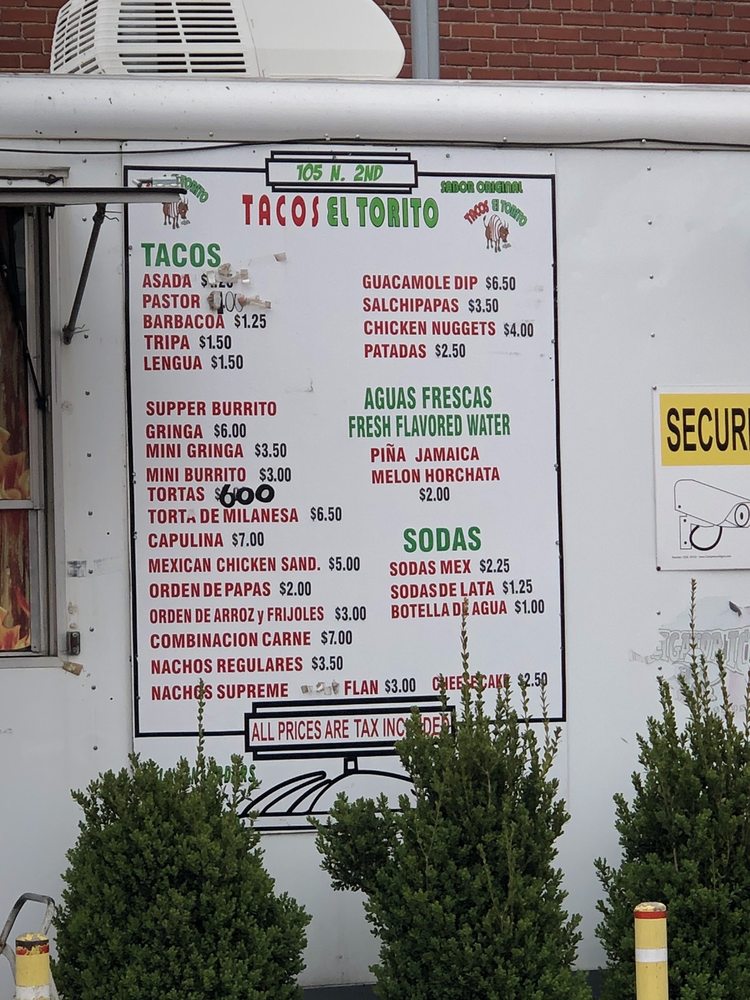 105 N. 2ND
TORITO
TACOS EL TORITO
SABOR ORIGINAL
TACOS El TORITO
TACOS
ASADA
PASTOR
BARBACOA $1.25
TRIPA $1.50
LENGUA $1.50
SUPPER BURRITO
GRINGA $6.00
MINI GRINGA $3.50
MINI BURRITO $3.00
TORTAS $600
TORTA DE MILANESA $6.50
CAPULINA $7.00
MEXICAN CHICKEN SAND. $5.00
ORDEN DE PAPAS $2.00
ORDEN DE ARROZ y FRIJOLES $3.00
COMBINACION CARNE $7.00
NACHOS REGULARES $3.50
NACHOS SUPREME FLAN $3.00 CHEESECAKE $2.50
GUACAMOLE DIP $6.50
SALCHIPAPAS $3.50
CHICKEN NUGGETS $4.00
PATADAS $2.50
AGUAS FRESCAS
FRESH FLAVORED WATER
PIÑA JAMAICA
MELON HORCHATA
$2.00
SODAS
SODAS MEX $2.25
SODAS DE LATA $1.25
BOTELLA DE AGUA $1.00
ALL PRICES ARE TAX INCLUDED
SECURI